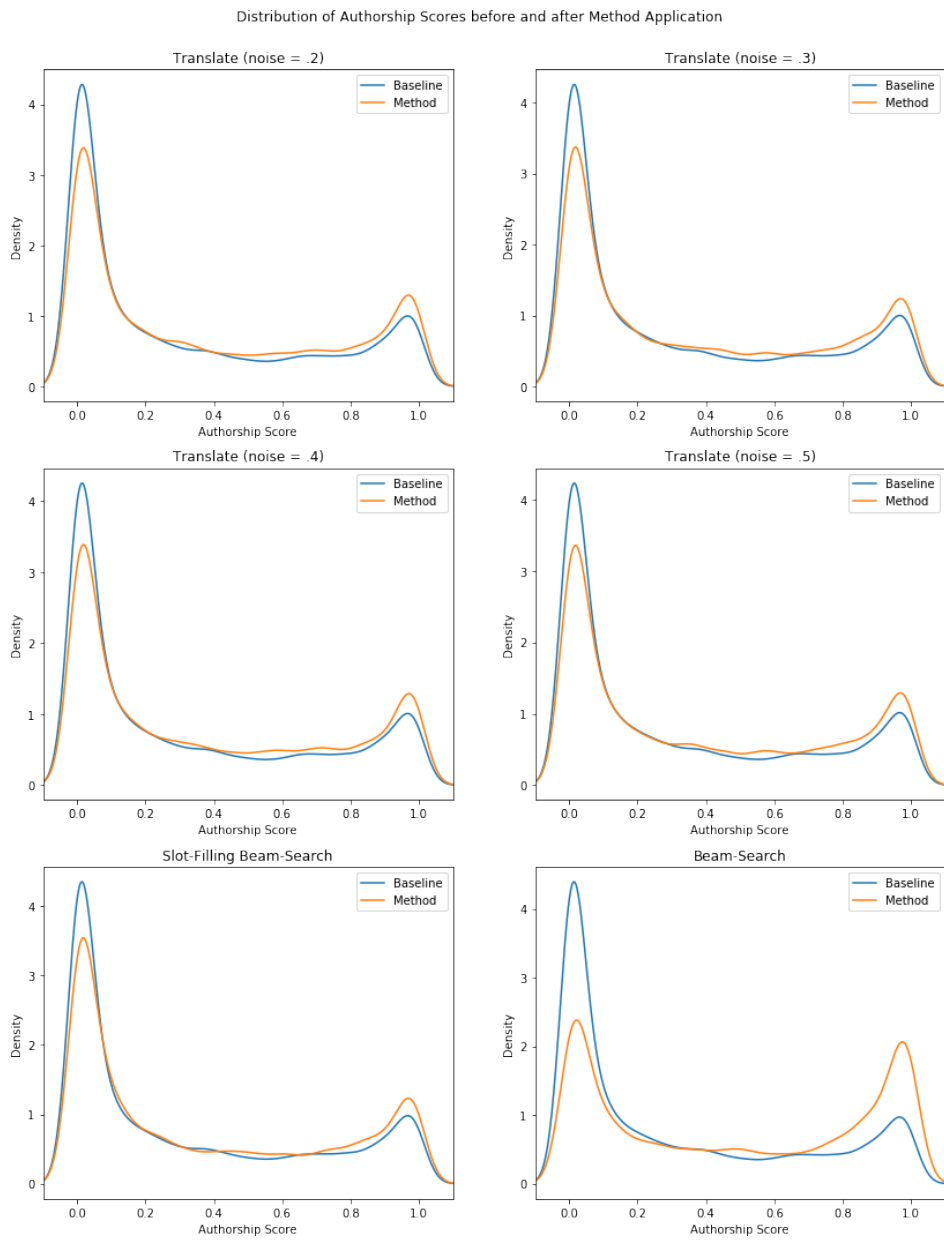 Distribution of Authorship Scores before and after Method Application
Translate (noise = .2)
Baseline
Method
Density
4
3
2
1
0
0.0 0.2 0.4 0.6 0.8 1.0
Authorship Score
Translate (noise = .3)
Baseline
Method
Density
4
3
2
1
0
0.0 0.2 0.4 0.6 0.8 1.0
Authorship Score
Translate (noise = .4)
Baseline
Method
Density
4
3
2
1
0
0.0 0.2 0.4 0.6 0.8 1.0
Authorship Score
Translate (noise = .5)
Baseline
Method
Density
4
3
2
1
0
0.0 0.2 0.4 0.6 0.8 1.0
Authorship Score
Slot-Filling Beam-Search
Baseline
Method
Density
4
3
2
1
0
0.0 0.2 0.4 0.6 0.8 1.0
Authorship Score
Beam-Search
Baseline
Method
Density
4
3
2
1
0
0.0 0.2 0.4 0.6 0.8 1.0
Authorship Score